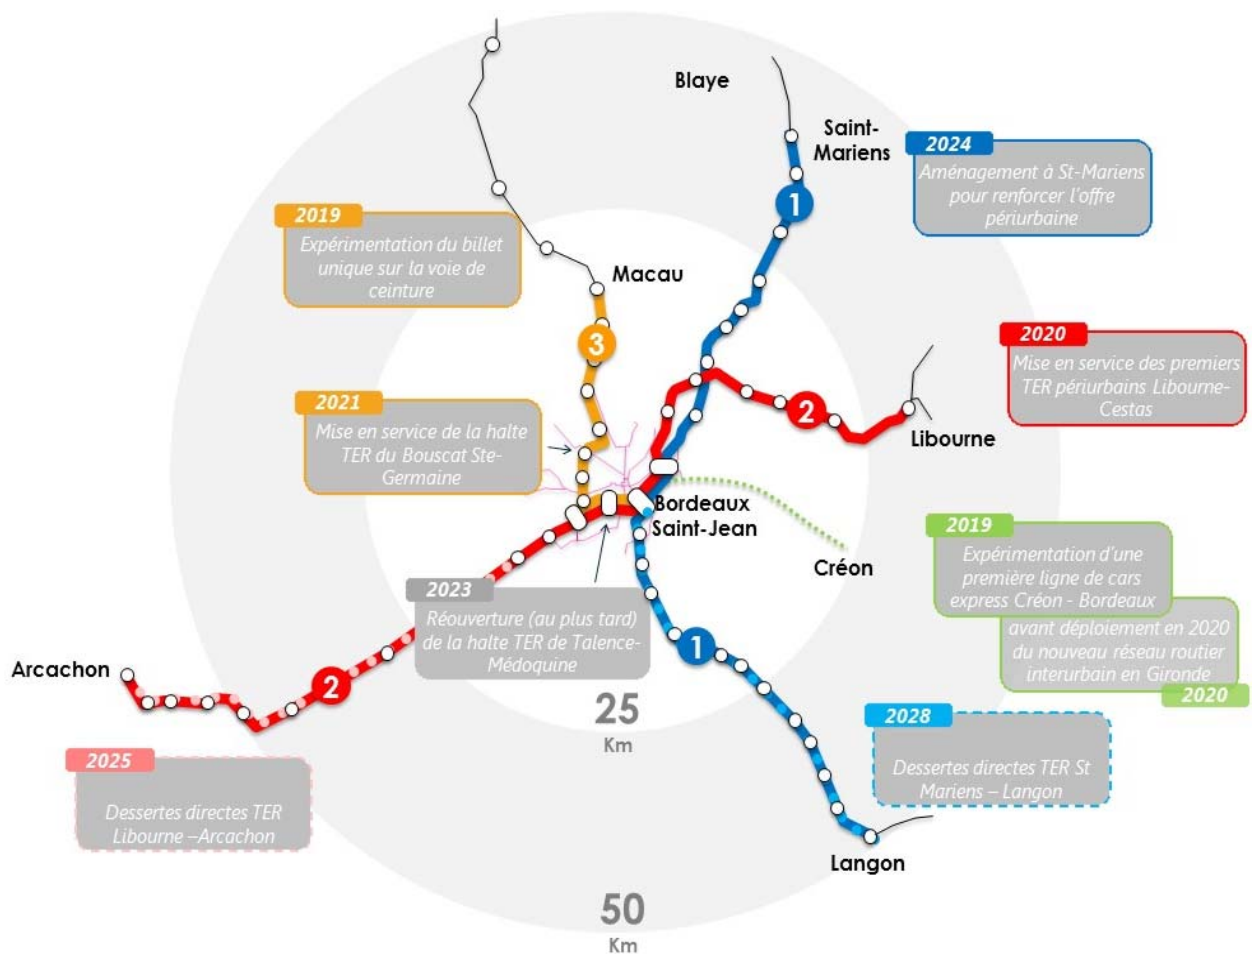 Blaye
Saint-
Mariens
2024
Aménagement à St-Mariens
pour renforcer l'offre
périurbaine
1
2019
Expérimentation du billet
unique sur la voie de
ceinture
Macau
3
2020
Mise en service des premiers
TER périurbains Libourne-
Cestas
2
Libourne
2021
Mise en service de la halte
TER du Bouscat Ste-
Germaine
Bordeaux
Saint-Jean
Créon
2019
Expérimentation d'une
première ligne de cars
express Créon - Bordeaux
avant déploiement en 2020
du nouveau réseau routier
interurbain en Gironde
2020
2023
Réouverture (au plus tard)
de la halte TER de Talence-
Médoquine
1
Arcachon
2
25
Km
2028
Dessertes directes TER St
Mariens – Langon
2025
Dessertes directes TER
Libourne –Arcachon
Langon
50
Km